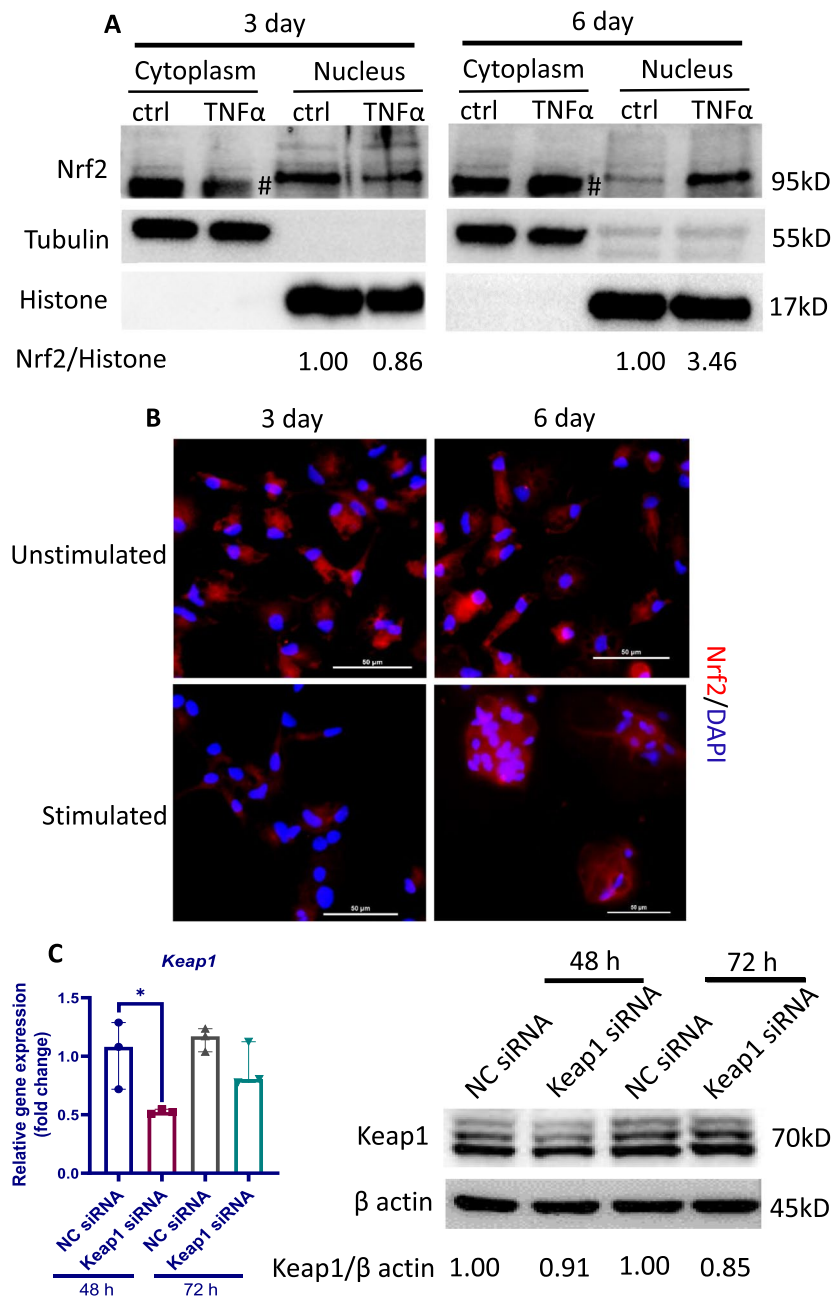 A
3 day
6 day
Cytoplasm
Nucleus
Cytoplasm
Nucleus
ctrl
TNFα
ctrl
TNFα
ctrl
TNFα
ctrl
TNFα
Nrf2
#
#
95kD
Tubulin
55kD
Histone
17kD
Nrf2/Histone
1.00
0.86
1.00
3.46
B
3 day
6 day
Unstimulated
50 µm
50 µm
Stimulated
50 µm
50 µm
Nrf2/DAPI
C
Keap1
*
Relative gene expression
(fold change)
1.5
1.0
0.5
0.0
NC siRNA
Keap1 siRNA
NC siRNA
Keap1 siRNA
48 h
72 h
48 h
72 h
NC siRNA
Keap1 siRNA
NC siRNA
Keap1 siRNA
Keap1
70kD
β actin
45kD
Keap1/β actin
1.00
0.91
1.00
0.85